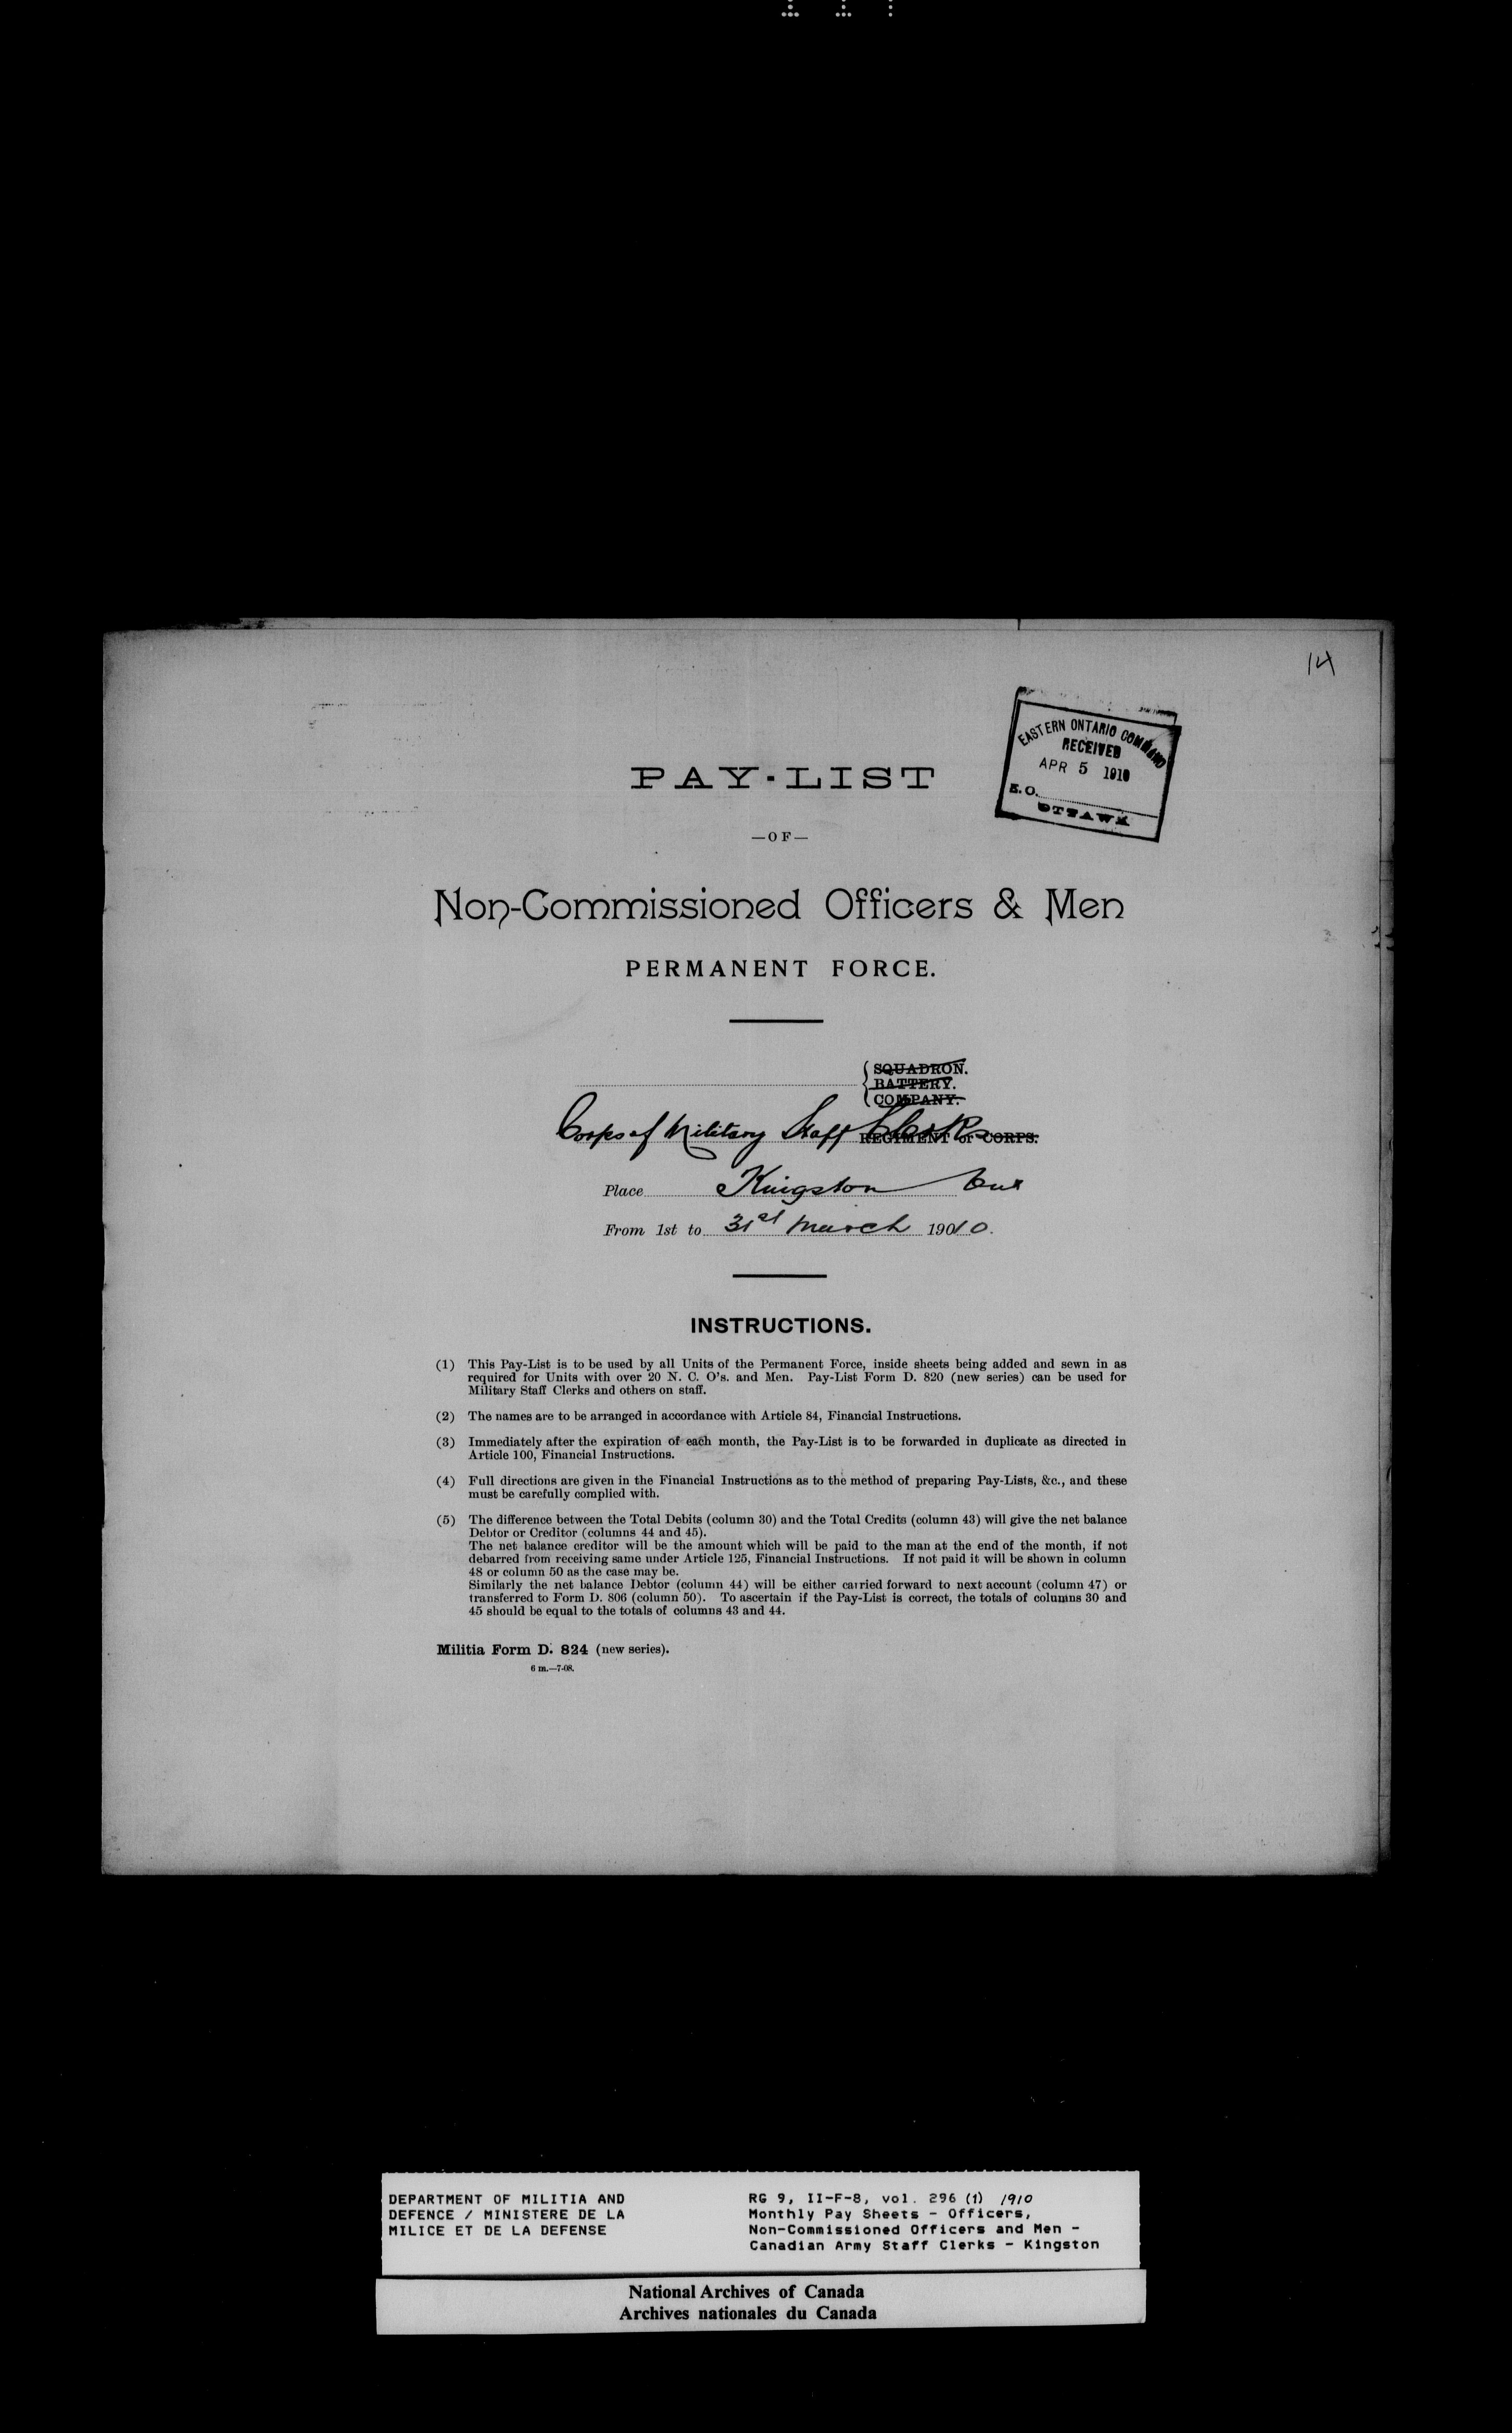 14
EASTERN ONTARIO COMMAND
RECEIVED
APR 5 1910
E.O.
OTTAWA
PAY-LIST
—OF—
Non-Commissioned Officers & Men
PERMANENT FORCE.
SQUADRON.
BATTERY.
COMPANY.
Corps of Military Staff Clerks
REGIMENT or CORPS.
Place Kingston Ont
From 1st to 31st March 19010.
INSTRUCTIONS.
(1) This Pay-List is to be used by all Units of the Permanent Force, inside sheets being added and sewn in as
required for Units with over 20 N. C. O's. and Men. Pay-List Form D. 820 (new series) can be used for
Military Staff Clerks and others on staff.
(2) The names are to be arranged in accordance with Article 84, Financial Instructions.
(3) Immediately after the expiration of each month, the Pay-List is to be forwarded in duplicate as directed in
Article 100, Financial Instructions.
(4) Full directions are given in the Financial Instructions as to the method of preparing Pay-Lists, &c., and these
must be carefully complied with.
(5) The difference between the Total Debits (column 30) and the Total Credits (column 43) will give the net balance
Debtor or Creditor (columns 44 and 45).
The net balance creditor will be the amount which will be paid to the man at the end of the month, if not
debarred from receiving same under Article 125, Financial Instructions. If not paid it will be shown in column
48 or column 50 as the case may be.
Similarly the net balance Debtor (column 44) will be either carried forward to next account (column 47) or
transferred to Form D. 806 (column 50). To ascertain if the Pay-List is correct, the totals of columns 30 and
45 should be equal to the totals of columns 43 and 44.
Militia Form D. 824 (new series).
6 m.—7-08.
DEPARTMENT OF MILITIA AND
DEFENCE / MINISTERE DE LA
MILICE ET DE LA DEFENSE
RG 9, II-F-8, vol. 296 (1) 1910
Monthly Pay Sheets - Officers,
Non-Commissioned Officers and Men -
Canadian Army Staff Clerks - Kingston
National Archives of Canada
Archives nationales du Canada